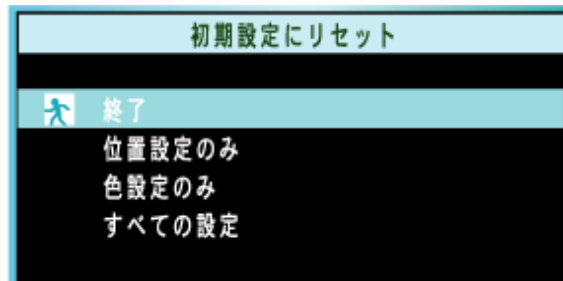 初期設定にリセット
終了
位置設定のみ
色設定のみ
すべての設定